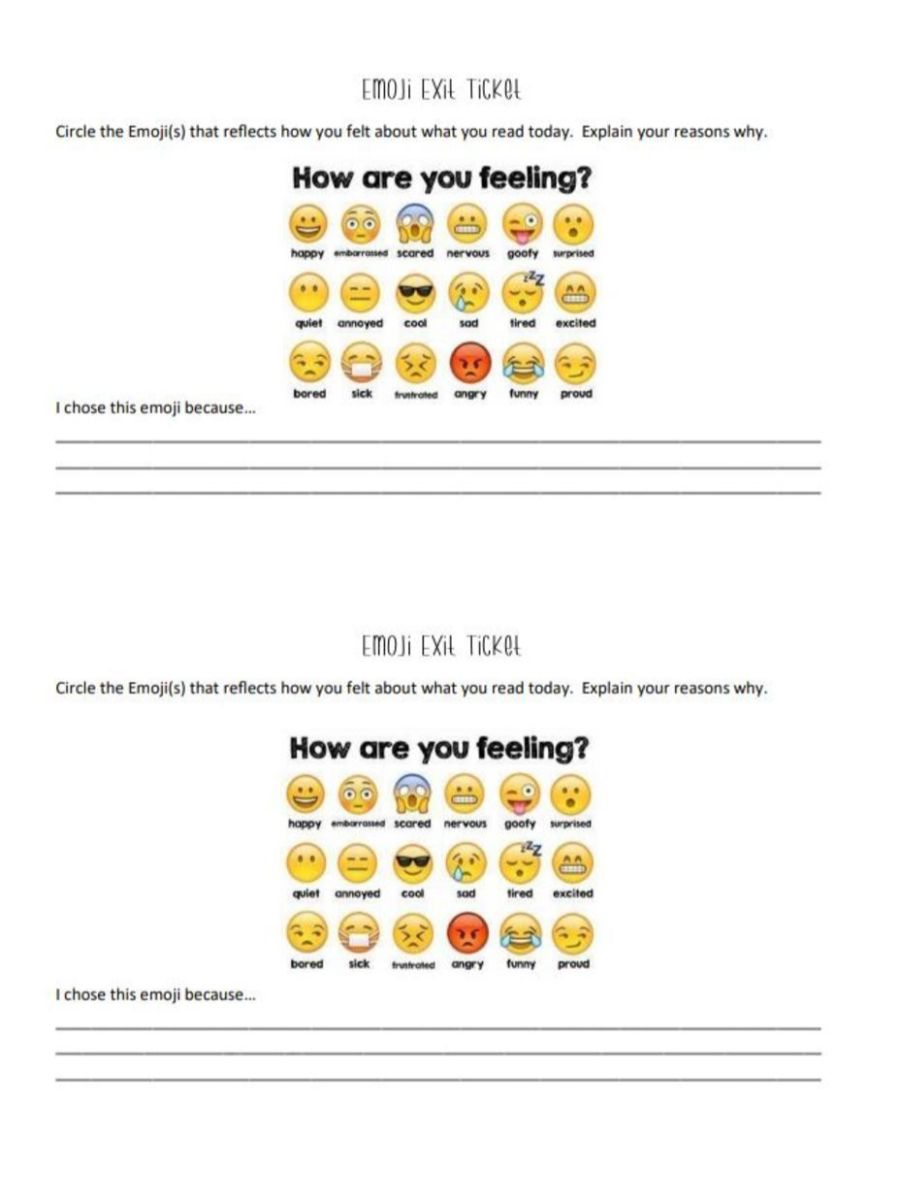 Emoji Exit Ticket
Circle the Emoji(s) that reflects how you felt about what you read today.  Explain your reasons why.
How are you feeling?
happy embarrassed scared nervous goofy surprised
zzZ
quiet annoyed cool sad tired excited
bored sick frustrated angry funny proud
I chose this emoji because...
Emoji Exit Ticket
Circle the Emoji(s) that reflects how you felt about what you read today.  Explain your reasons why.
How are you feeling?
happy embarrassed scared nervous goofy surprised
zzZ
quiet annoyed cool sad tired excited
bored sick frustrated angry funny proud
I chose this emoji because...